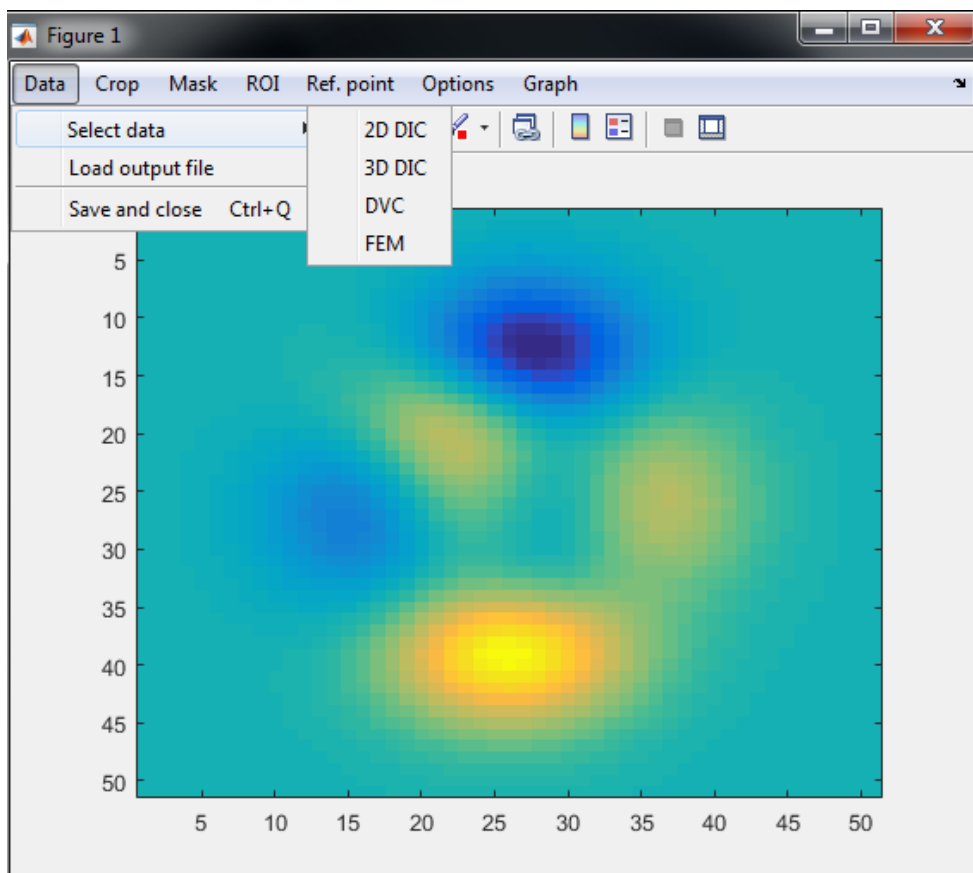 Figure 1
Data Crop Mask ROI Ref. point Options Graph
Select data 2D DIC
Load output file 3D DIC
Save and close Ctrl+Q DVC
FEM
5
10
15
20
25
30
35
40
45
50
5 10 15 20 25 30 35 40 45 50